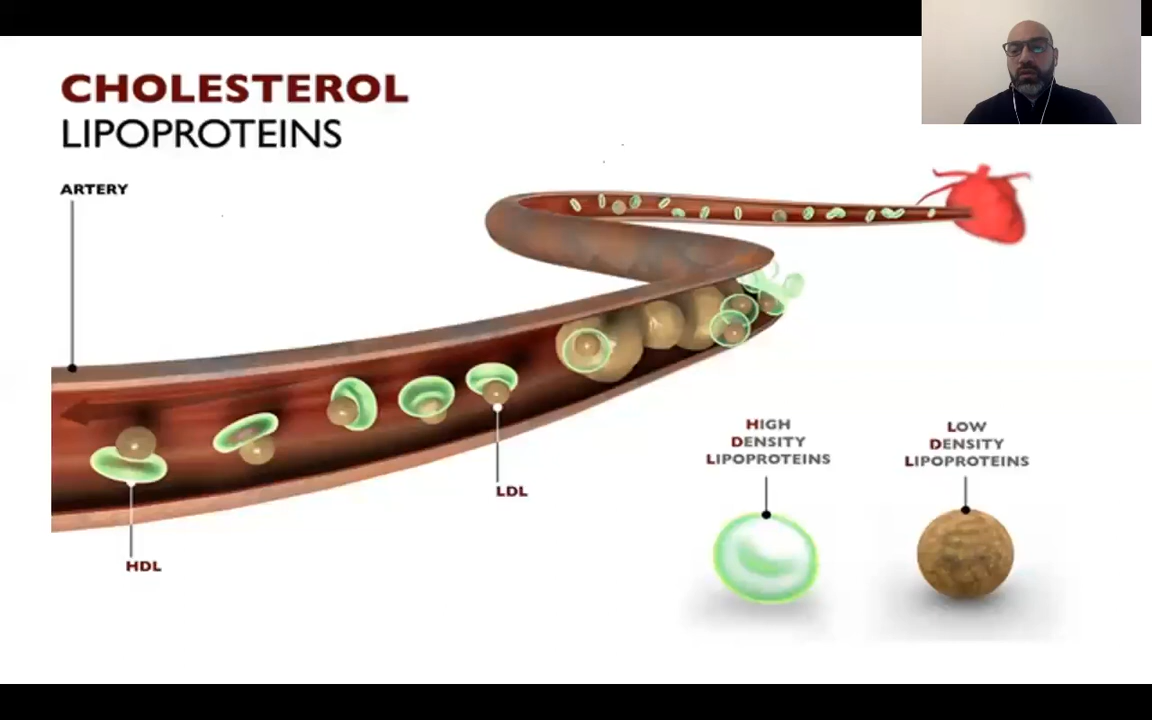 CHOLESTEROL
LIPOPROTEINS
ARTERY
HDL
LDL
HIGH
DENSITY
LIPOPROTEINS
LOW
DENSITY
LIPOPROTEINS